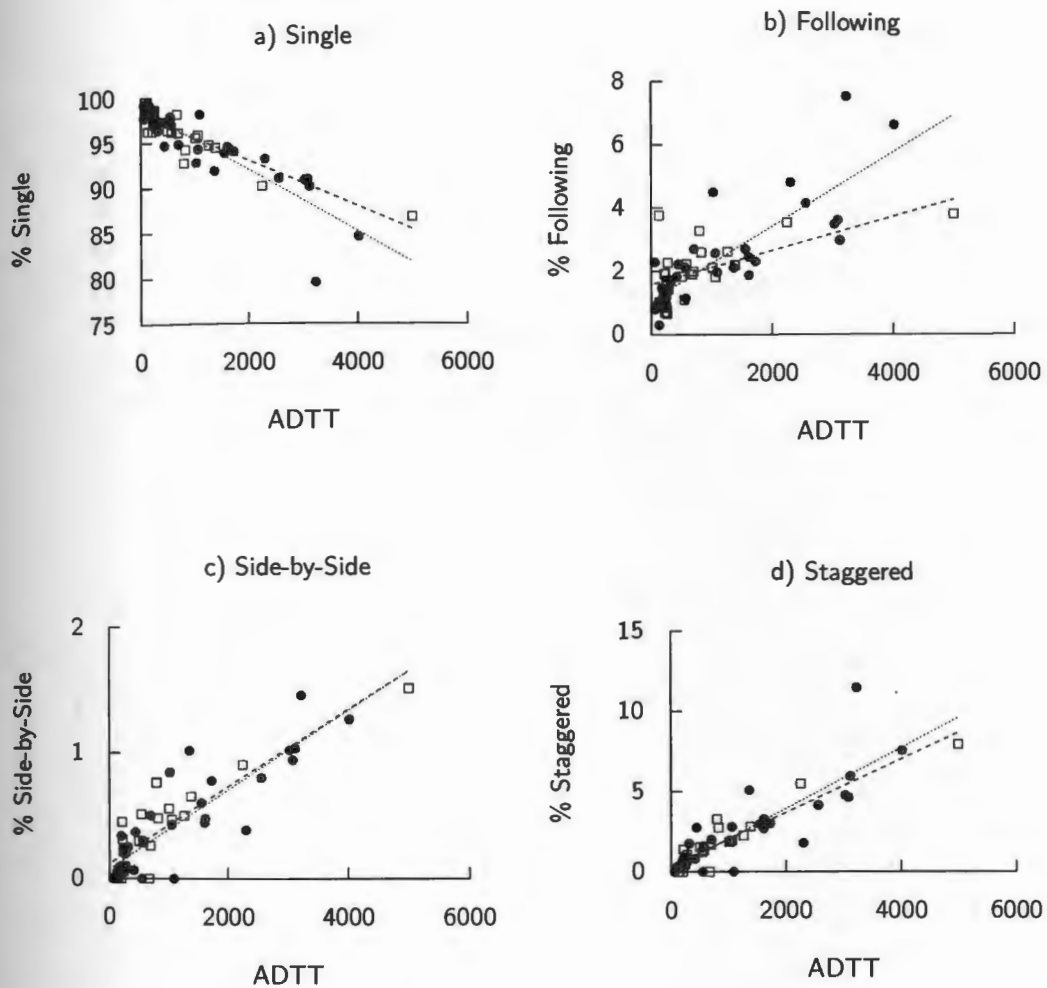 a) Single
% Single
100
95
90
85
80
75
0 2000 4000 6000
ADTT
b) Following
% Following
8
6
4
2
0
0 2000 4000 6000
ADTT
c) Side-by-Side
% Side-by-Side
2
1
0
0 2000 4000 6000
ADTT
d) Staggered
% Staggered
15
10
5
0
0 2000 4000 6000
ADTT